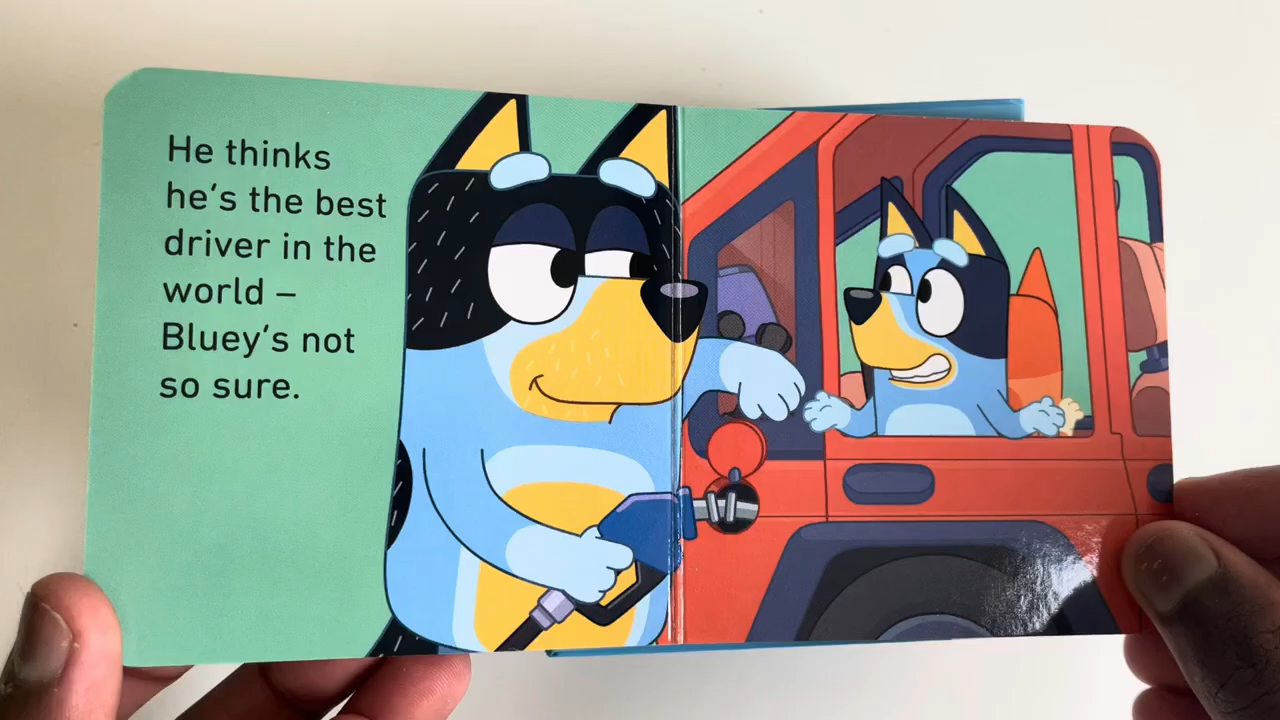 He thinks
he's the best
driver in the
world –
Bluey's not
so sure.